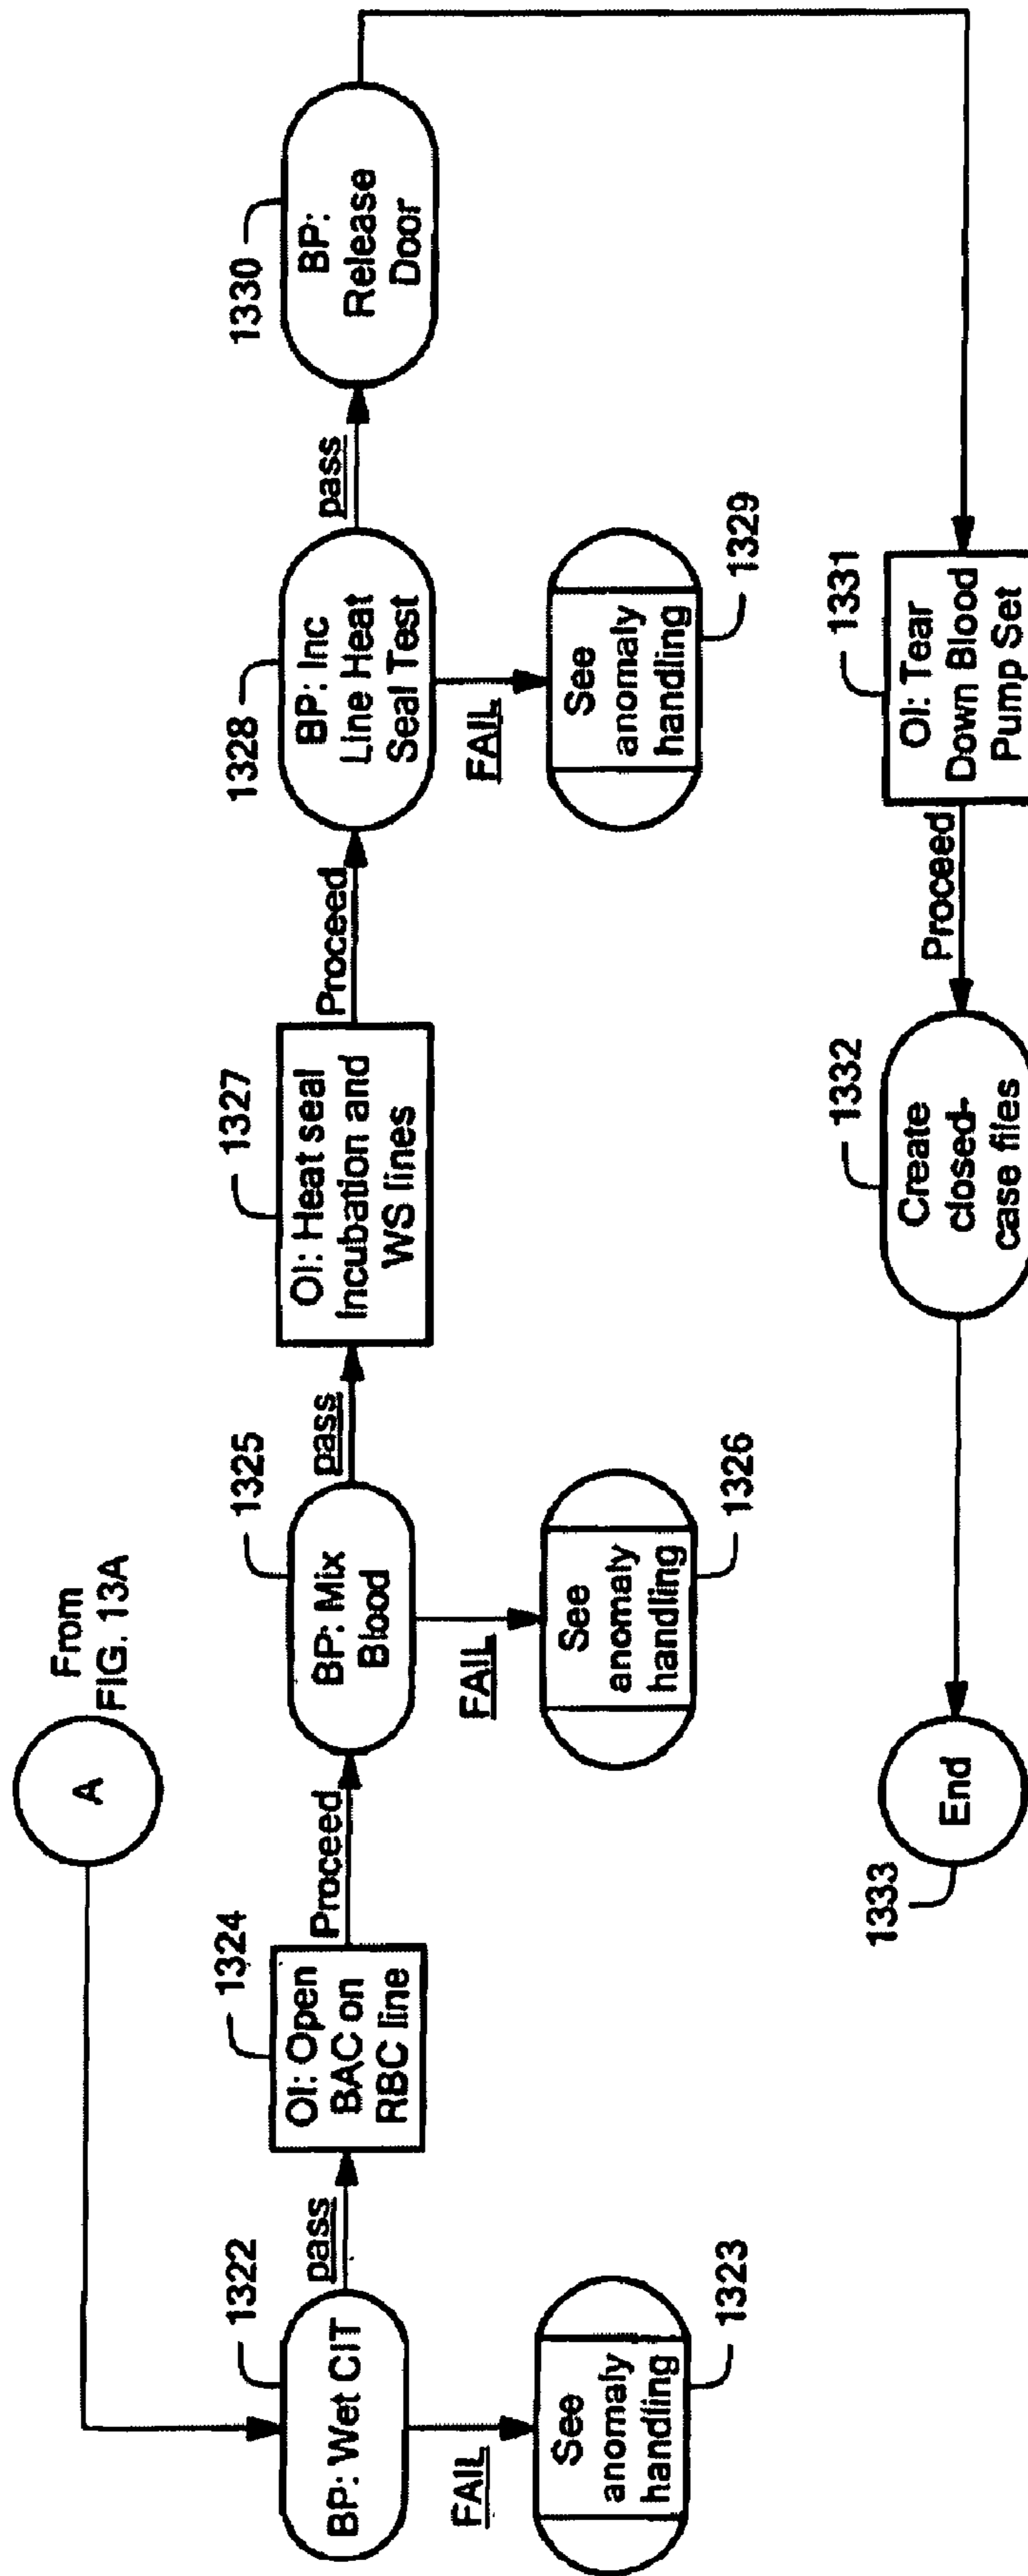 From
FIG. 13A
A
1322
BP: Wet CIT
pass
FAIL
See
anomaly
handling
1323
1324
OI: Open
BAC on
RBC line
Proceed
1325
BP: Mix
Blood
pass
FAIL
See
anomaly
handling
1326
1327
OI: Heat seal
Incubation and
WS lines
Proceed
1328
BP: Inc
Line Heat
Seal Test
pass
FAIL
See
anomaly
handling
1329
1330
BP:
Release
Door
1331
OI: Tear
Down Blood
Pump Set
Proceed
1332
Create
closed-
case files
End
1333